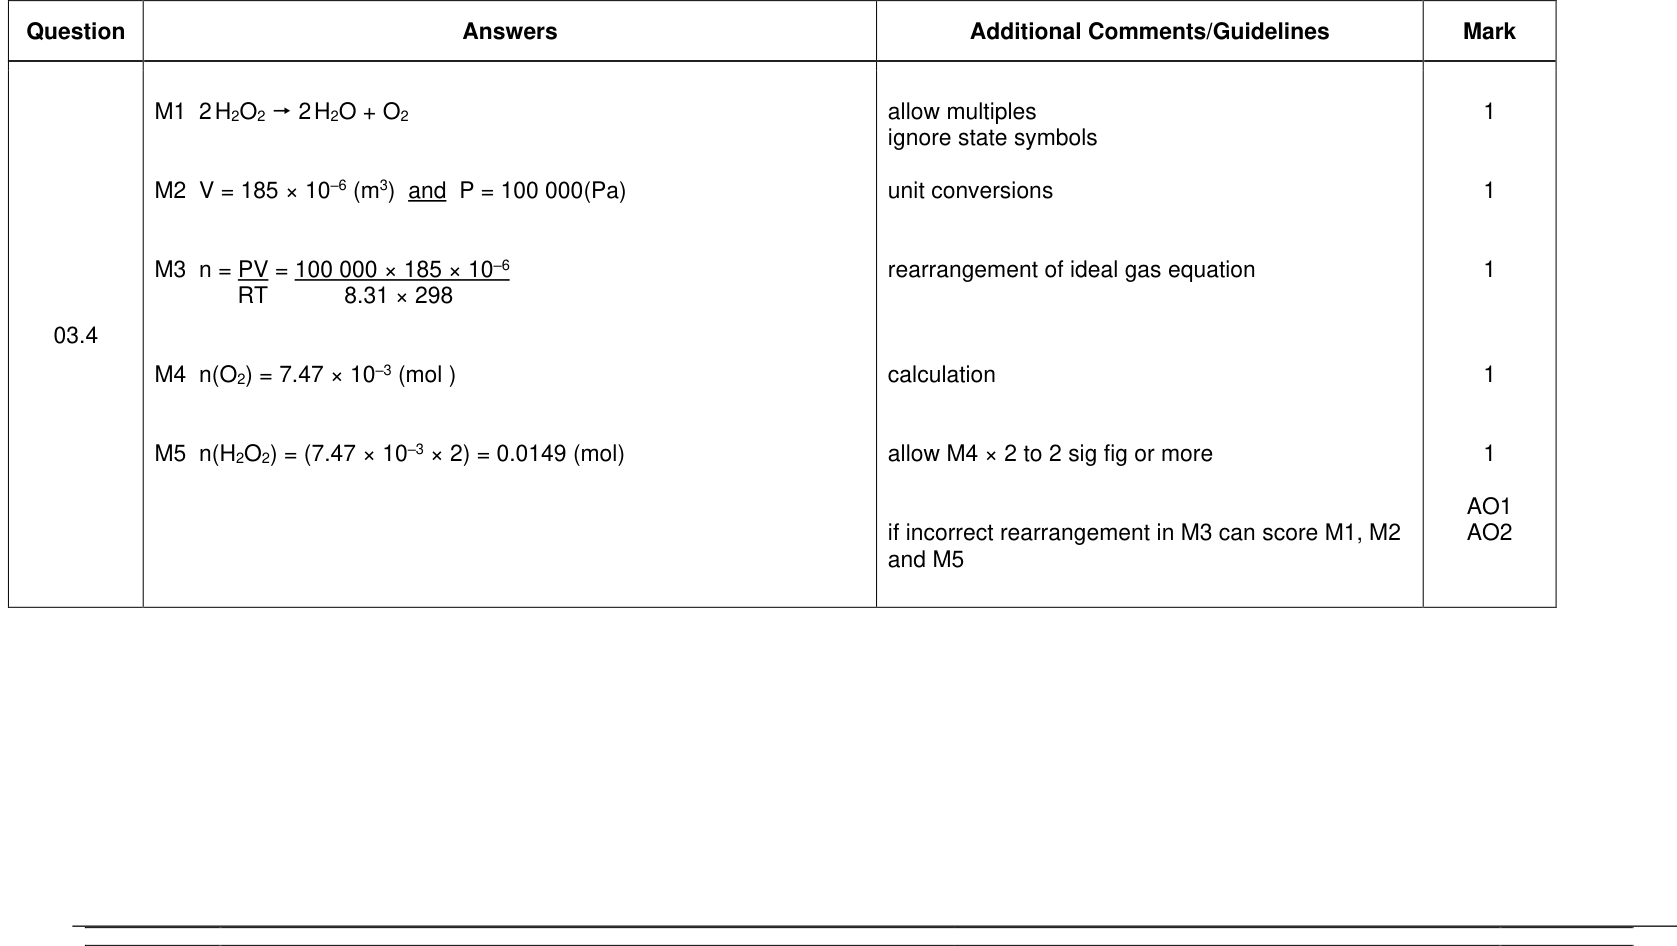 Question Answers Additional Comments/Guidelines Mark
M1 2H₂O₂ → 2H₂O + O₂ allow multiples 1
ignore state symbols
M2 V = 185 × 10⁻⁶ (m³) and P = 100 000(Pa) unit conversions 1
M3 n = PV = 100 000 × 185 × 10⁻⁶ rearrangement of ideal gas equation 1
RT 8.31 × 298
03.4
M4 n(O₂) = 7.47 × 10⁻³ (mol ) calculation 1
M5 n(H₂O₂) = (7.47 × 10⁻³ × 2) = 0.0149 (mol) allow M4 × 2 to 2 sig fig or more 1
AO1
if incorrect rearrangement in M3 can score M1, M2 AO2
and M5